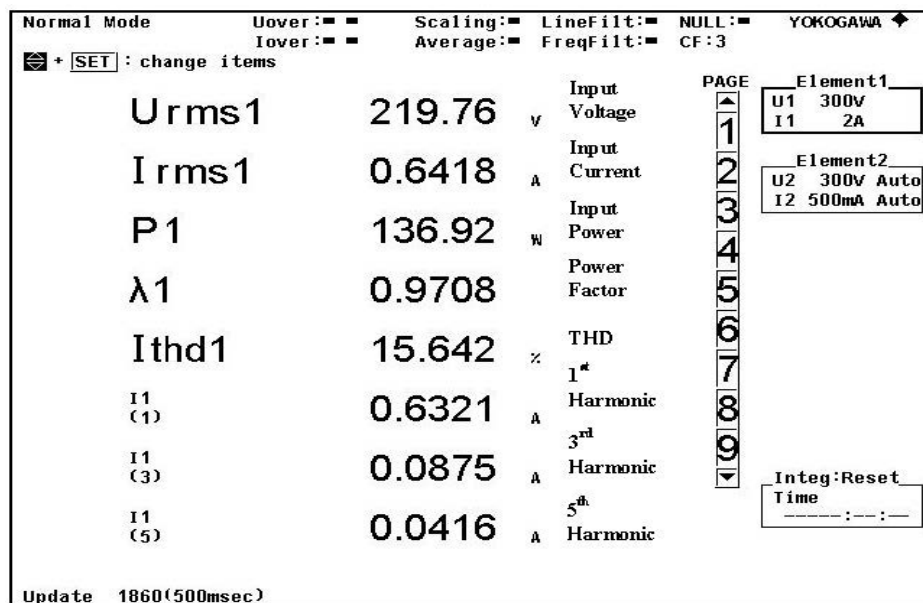 Normal Mode Uover:▬ ▬ Scaling:▬ LineFilt:▬ NULL:▬ YOKOGAWA
Iover:▬ ▬ Average:▬ FreqFilt:▬ CF:3
+ SET : change items
PAGE
1
2
3
4
5
6
7
8
9
Urms1 219.76 V Input Voltage
Irms1 0.6418 A Input Current
P1 136.92 W Input Power
λ1 0.9708 Power Factor
Ithd1 15.642 % THD
I1 (1) 0.6321 A 1st Harmonic
I1 (3) 0.0875 A 3rd Harmonic
I1 (5) 0.0416 A 5th Harmonic
Element1
U1 300V
I1 2A
Element2
U2 300V Auto
I2 500mA Auto
Integ:Reset
Time
-----:--:--
Update 1860(500msec)